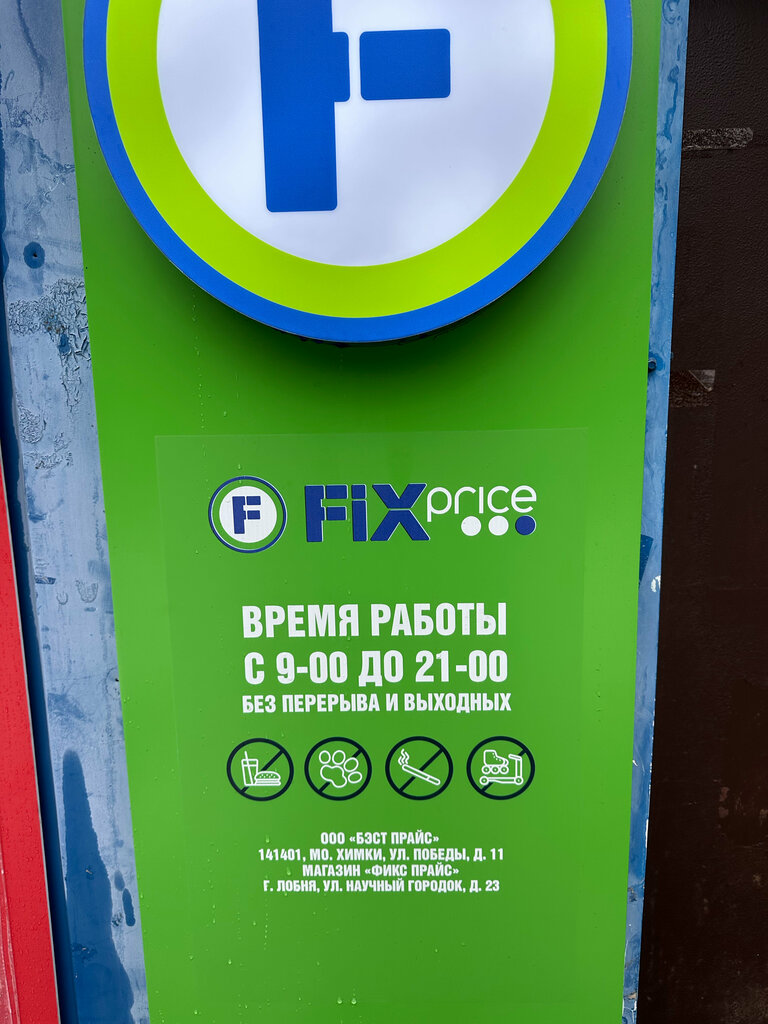 F
F FiX price
ВРЕМЯ РАБОТЫ
С 9-00 ДО 21-00
БЕЗ ПЕРЕРЫВА И ВЫХОДНЫХ
ООО «БЭСТ ПРАЙС»
141401, МО. ХИМКИ, УЛ. ПОБЕДЫ, Д. 11
МАГАЗИН «ФИКС ПРАЙС»
Г. ЛОБНЯ, УЛ. НАУЧНЫЙ ГОРОДОК, Д. 23